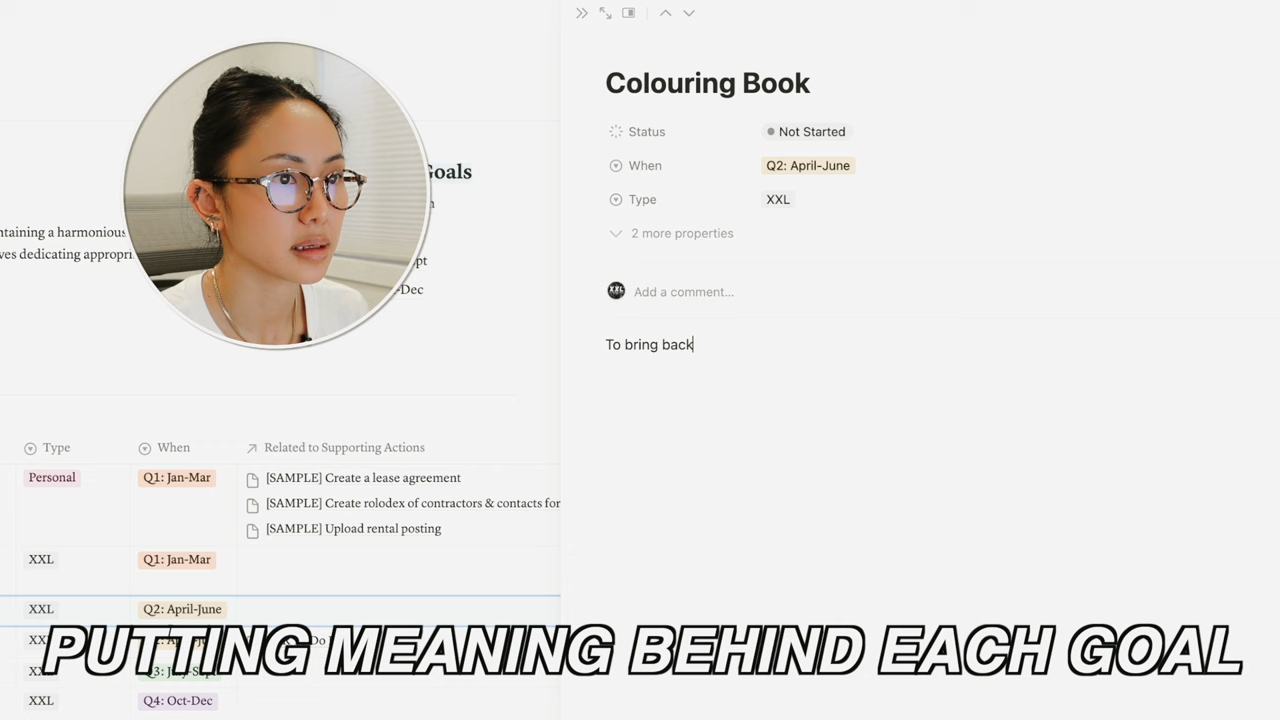 Goals
ntaining a harmonious
ves dedicating appropri
pt
-Dec
Type When Related to Supporting Actions
Personal Q1: Jan-Mar [SAMPLE] Create a lease agreement
[SAMPLE] Create rolodex of contractors & contacts for
[SAMPLE] Upload rental posting
XXL Q1: Jan-Mar
XXL Q2: April-June
XXL Q4: Oct-Dec
Colouring Book
Status Not Started
When Q2: April-June
Type XXL
2 more properties
XXL Add a comment...
To bring back
PUTTING MEANING BEHIND EACH GOAL